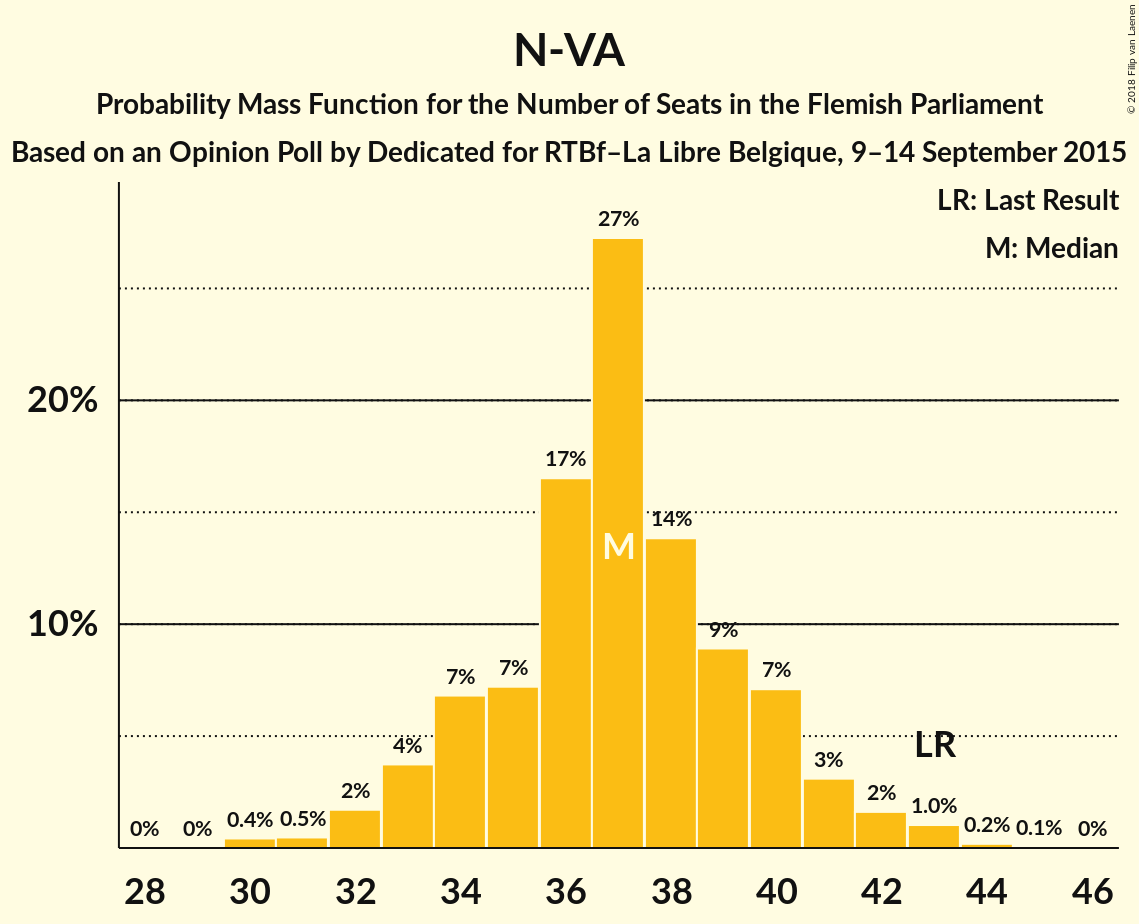 N-VA
Probability Mass Function for the Number of Seats in the Flemish Parliament
Based on an Opinion Poll by Dedicated for RTBf–La Libre Belgique, 9–14 September 2015
© 2018 Filip van Laenen
LR: Last Result
M: Median
20%
10%
0%
0%
0.4%
0.5%
2%
4%
7%
7%
17%
27%
14%
9%
7%
3%
2%
1.0%
0.2%
0.1%
0%
M
LR
28 30 32 34 36 38 40 42 44 46